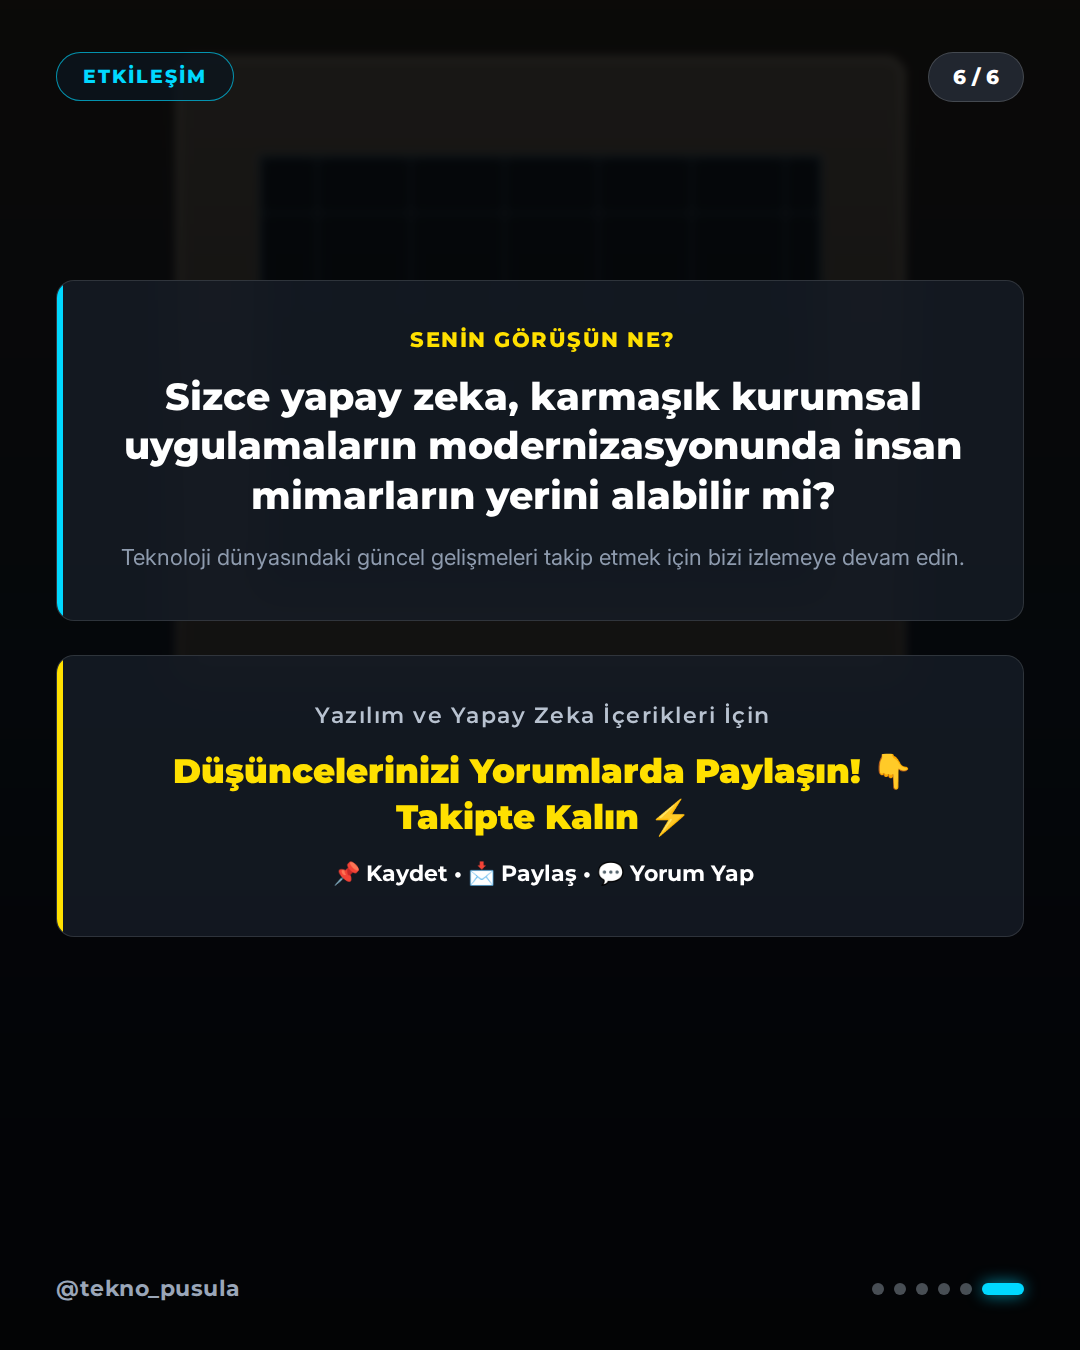 ETKİLEŞİM
6 / 6
SENİN GÖRÜŞÜN NE?
Sizce yapay zeka, karmaşık kurumsal
uygulamaların modernizasyonunda insan
mimarların yerini alabilir mi?
Teknoloji dünyasındaki güncel gelişmeleri takip etmek için bizi izlemeye devam edin.
Yazılım ve Yapay Zeka İçerikleri İçin
Düşüncelerinizi Yorumlarda Paylaşın! 👇
Takipte Kalın ⚡
📌 Kaydet • 📩 Paylaş • 💬 Yorum Yap
@tekno_pusula